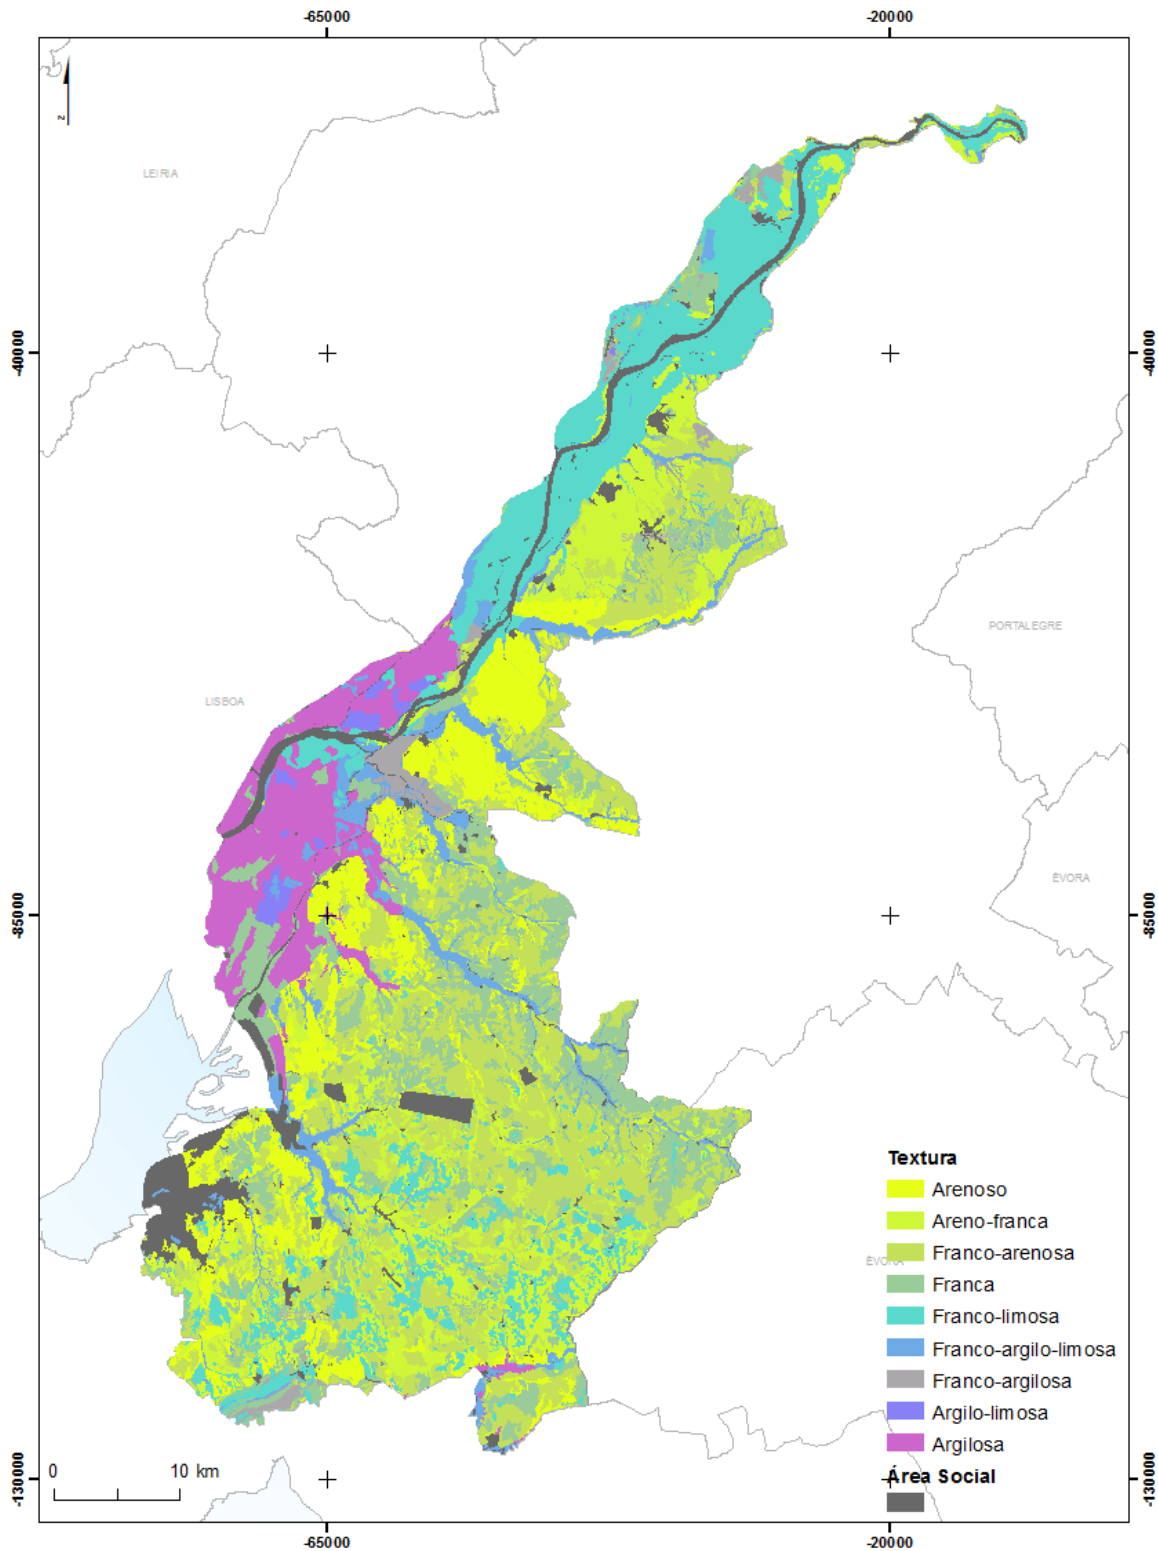 -65000
-20000
z
LEIRIA
-40000
-40000
PORTALEGRE
LISBOA
ÉVORA
-85000
-85000
Textura
Arenoso
Areno-franca
Franco-arenosa
ÉVORA
Franca
Franco-limosa
Franco-argilo-limosa
Franco-argilosa
Argilo-limosa
Argilosa
Área Social
0 10 km
-130000
-130000
-65000
-20000